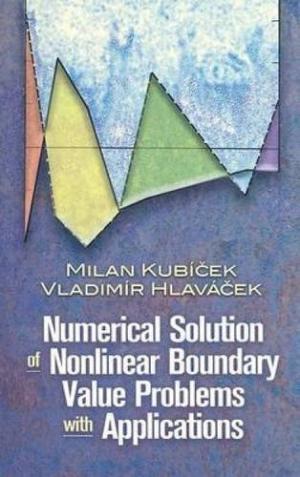 MILAN KUBÍČEK
VLADIMÍR HLAVÁČEK
Numerical Solution
of Nonlinear Boundary
Value Problems
with Applications